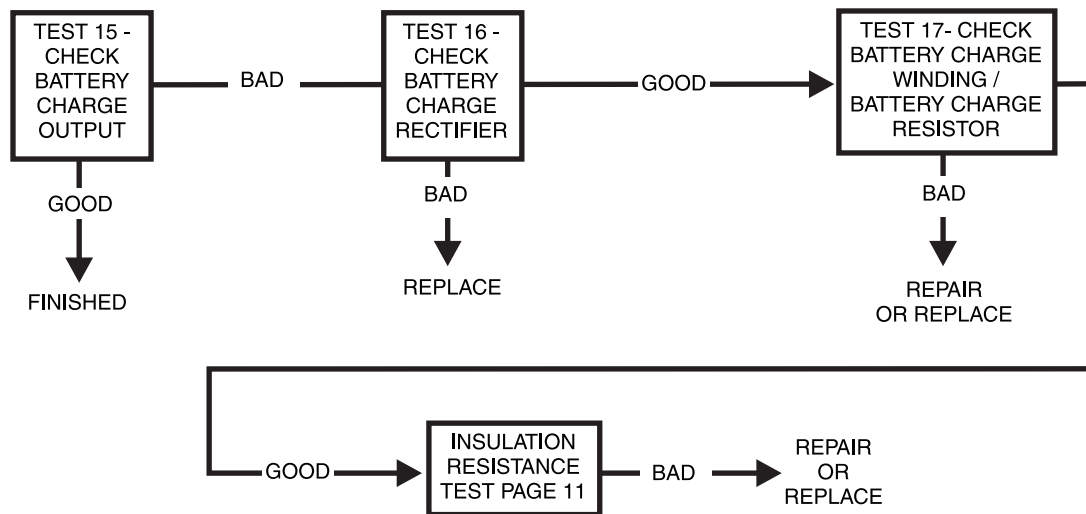 TEST 15 -
CHECK
BATTERY
CHARGE
OUTPUT
BAD
TEST 16 -
CHECK
BATTERY
CHARGE
RECTIFIER
GOOD
TEST 17- CHECK
BATTERY CHARGE
WINDING /
BATTERY CHARGE
RESISTOR
GOOD
FINISHED
BAD
REPLACE
BAD
REPAIR
OR REPLACE
GOOD
INSULATION
RESISTANCE
TEST PAGE 11
BAD
REPAIR
OR
REPLACE